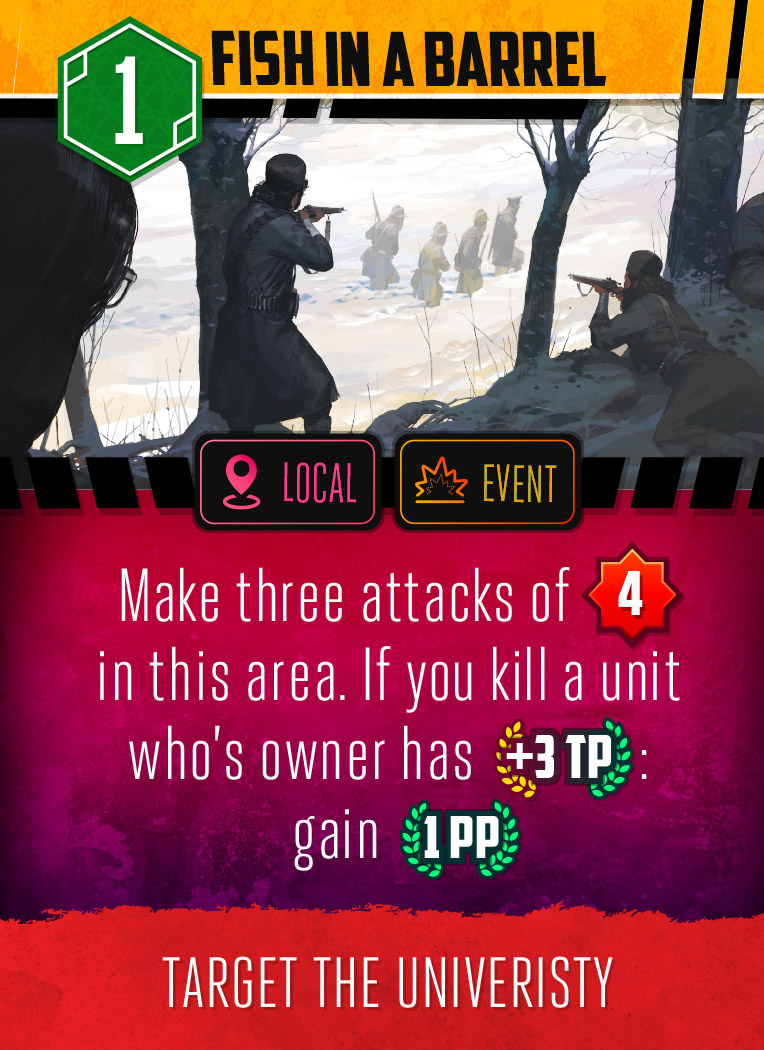 1
FISH IN A BARREL
LOCAL
EVENT
Make three attacks of 4
in this area. If you kill a unit
who's owner has +3 TP :
gain 1 PP
TARGET THE UNIVERISTY